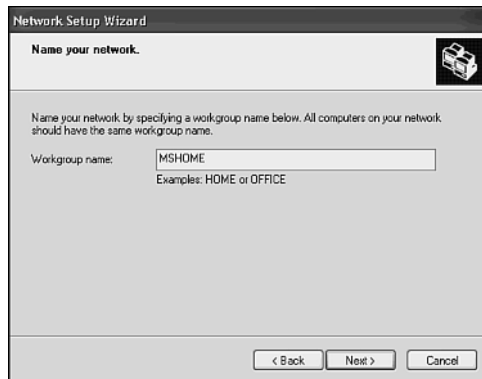 Network Setup Wizard
Name your network.
Name your network by specifying a workgroup name below. All computers on your network
should have the same workgroup name.
Workgroup name: MSHOME
Examples: HOME or OFFICE
< Back Next > Cancel